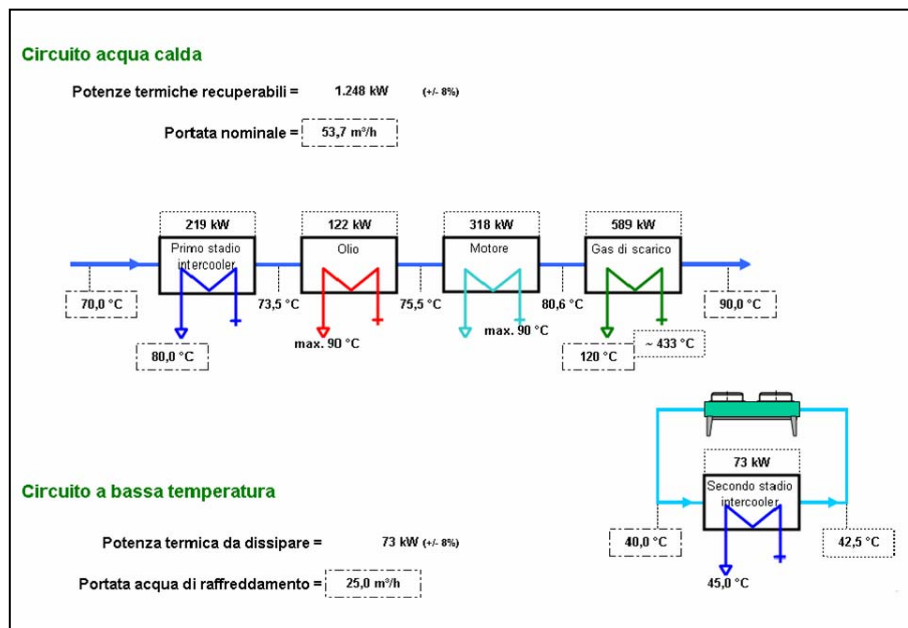 Circuito acqua calda
Potenze termiche recuperabili = 1.248 kW (+/- 8%)
Portata nominale = 53,7 m³/h
219 kW 122 kW 318 kW 589 kW
Primo stadio intercooler Olio Motore Gas di scarico
70,0 °C 73,5 °C 75,5 °C 80,6 °C 90,0 °C
80,0 °C max. 90 °C max. 90 °C 120 °C ~ 433 °C
73 kW
Circuito a bassa temperatura
Secondo stadio
intercooler
Potenza termica da dissipare = 73 kW (+/- 8%)
40,0 °C 42,5 °C
Portata acqua di raffreddamento = 25,0 m³/h
45,0 °C